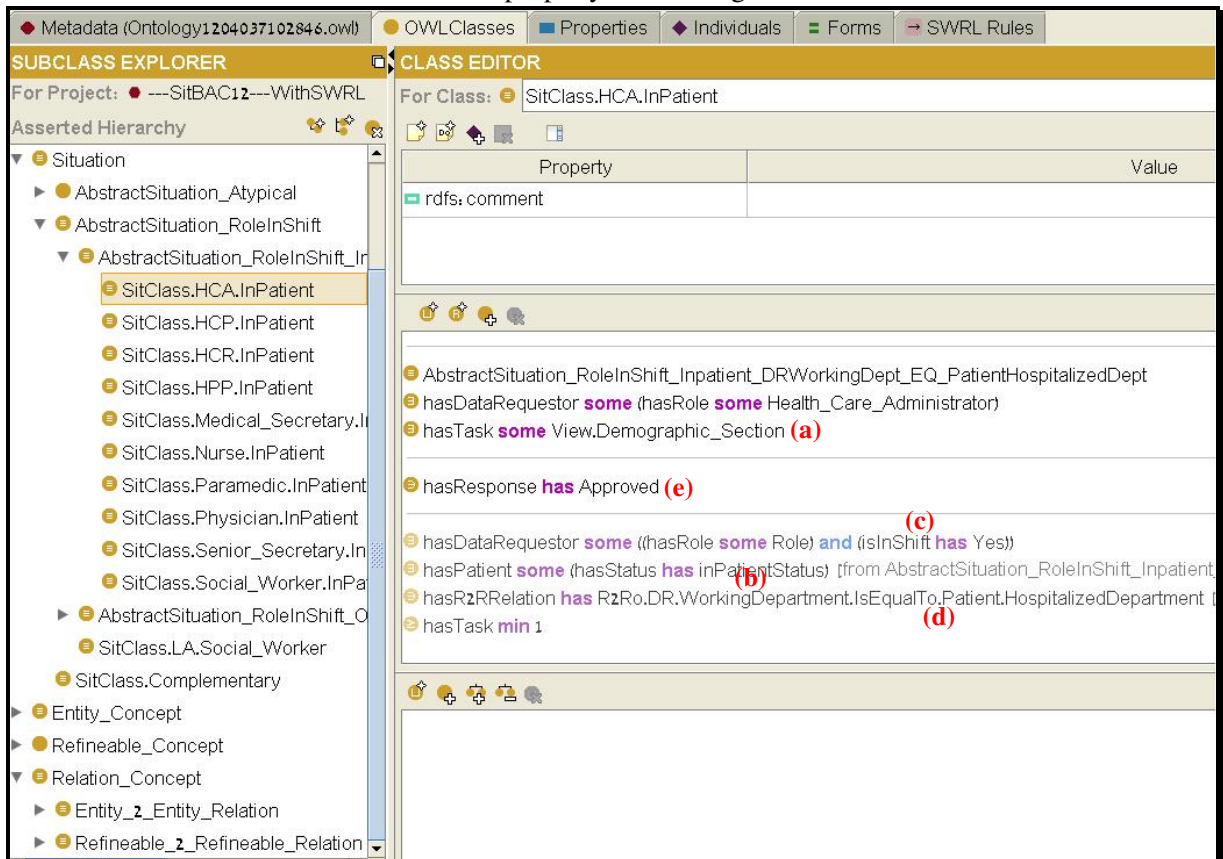 Metadata (Ontology1204037102846.owl) OWLClasses Properties Individuals Forms SWRL Rules
SUBCLASS EXPLORER
For Project: ---SitBAC12---WithSWRL
Asserted Hierarchy
Situation
AbstractSituation_Atypical
AbstractSituation_RoleInShift
AbstractSituation_RoleInShift_In
SitClass.HCA.InPatient
SitClass.HCP.InPatient
SitClass.HCR.InPatient
SitClass.HPP.InPatient
SitClass.Medical_Secretary.I
SitClass.Nurse.InPatient
SitClass.Paramedic.InPatient
SitClass.Physician.InPatient
SitClass.Senior_Secretary.In
SitClass.Social_Worker.InPa
AbstractSituation_RoleInShift_O
SitClass.LA.Social_Worker
SitClass.Complementary
Entity_Concept
Refineable_Concept
Relation_Concept
Entity_2_Entity_Relation
Refineable_2_Refineable_Relation
CLASS EDITOR
For Class: SitClass.HCA.InPatient
Property Value
rdfs:comment
AbstractSituation_RoleInShift_Inpatient_DRWorkingDept_EQ_PatientHospitalizedDept
hasDataRequestor some (hasRole some Health_Care_Administrator)
hasTask some View.Demographic_Section (a)
hasResponse has Approved (e)
(c)
hasDataRequestor some ((hasRole some Role) and (isInShift has Yes))
hasPatient some (hasStatus has inPatientStatus) [from AbstractSituation_RoleInShift_Inpatient_
(b)
hasR2RRelation has R2Ro.DR.WorkingDepartment.IsEqualTo.Patient.HospitalizedDepartment [
(d)
hasTask min 1